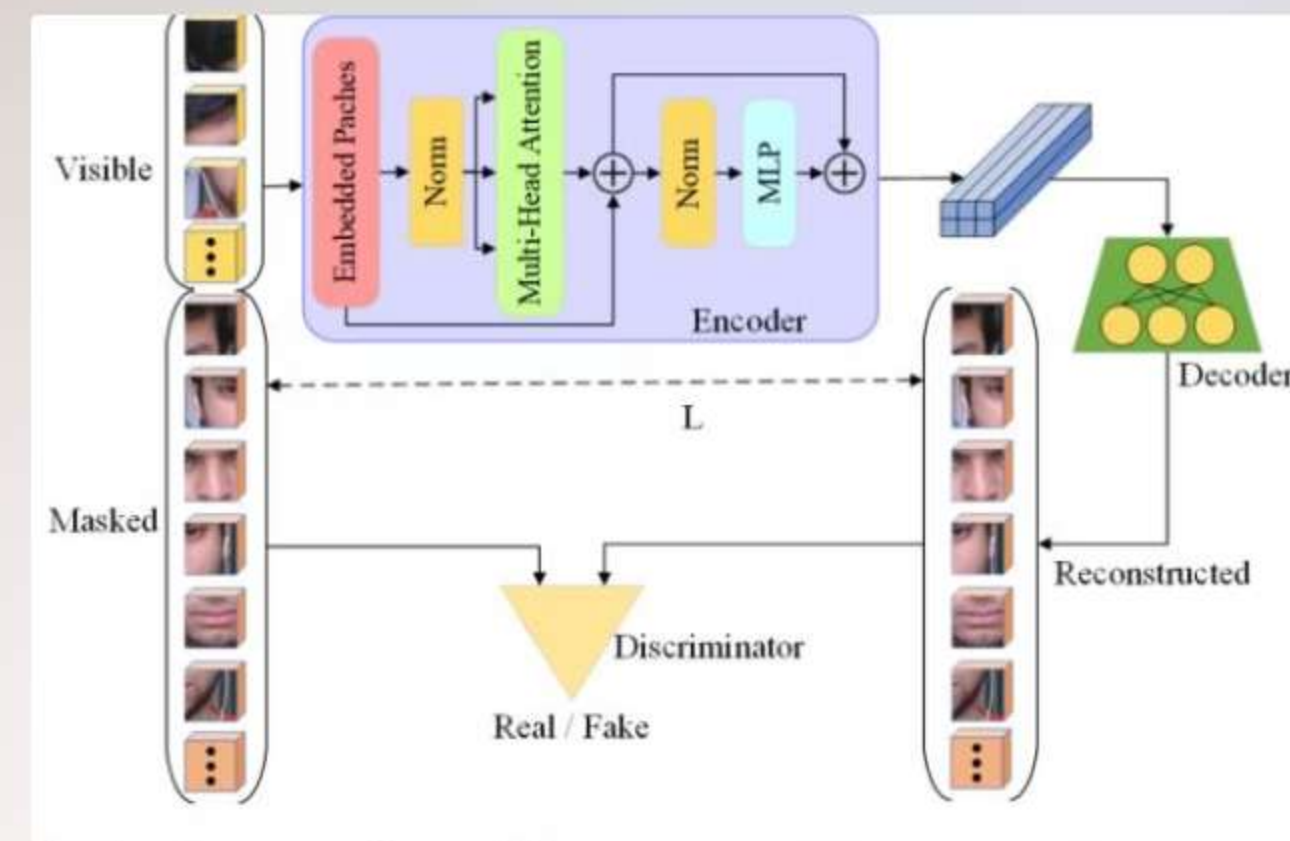 Visible
Embedded Paches
Norm
Multi-Head Attention
Norm
MLP
Encoder
Decoder
L
Masked
Reconstructed
Discriminator
Real / Fake